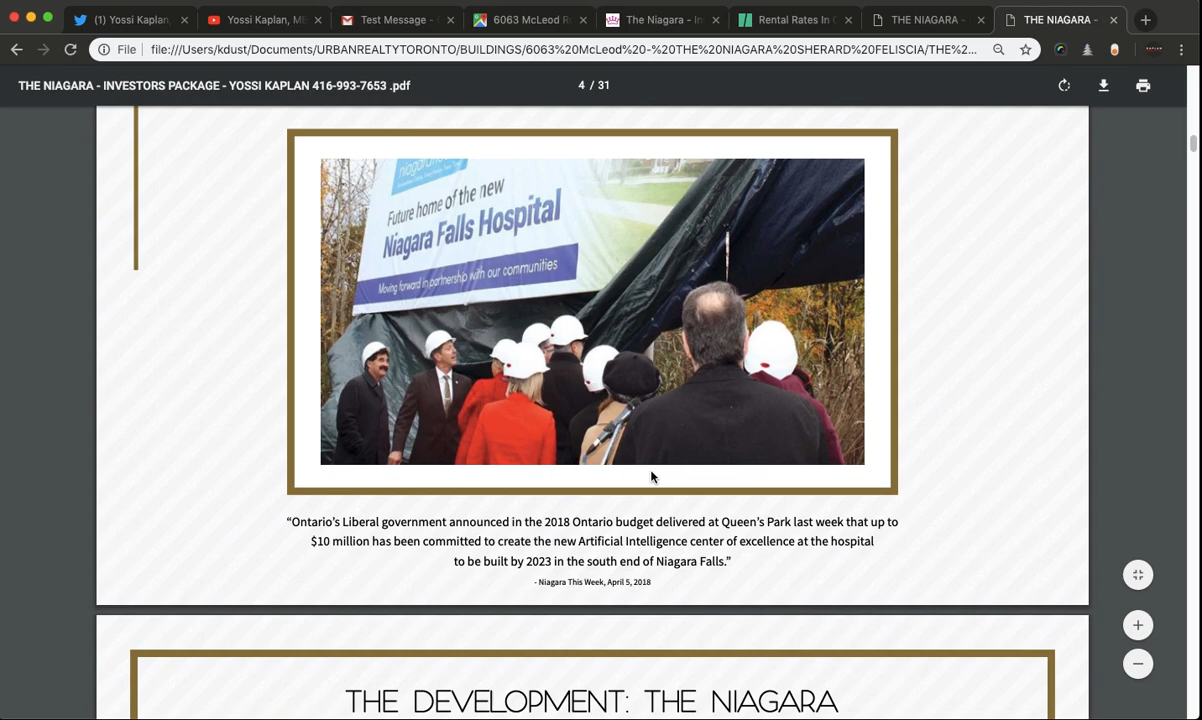 (1) Yossi Kaplan,
Yossi Kaplan, M
Test Message -
6063 McLeod R
The Niagara - I
Rental Rates In
THE NIAGARA -
THE NIAGARA -
File
file:///Users/kdust/Documents/URBANREALTYTORONTO/BUILDINGS/6063%20McLeod%20-%20THE%20NIAGARA%20SHERARD%20FELISCIA/THE%2...
THE NIAGARA - INVESTORS PACKAGE - YOSSI KAPLAN 416-993-7653 .pdf
4 / 31
Future home of the new
Niagara Falls Hospital
Moving forward in partnership with our communities
“Ontario’s Liberal government announced in the 2018 Ontario budget delivered at Queen’s Park last week that up to
$10 million has been committed to create the new Artificial Intelligence center of excellence at the hospital
to be built by 2023 in the south end of Niagara Falls.”
- Niagara This Week, April 5, 2018
THE DEVELOPMENT: THE NIAGARA